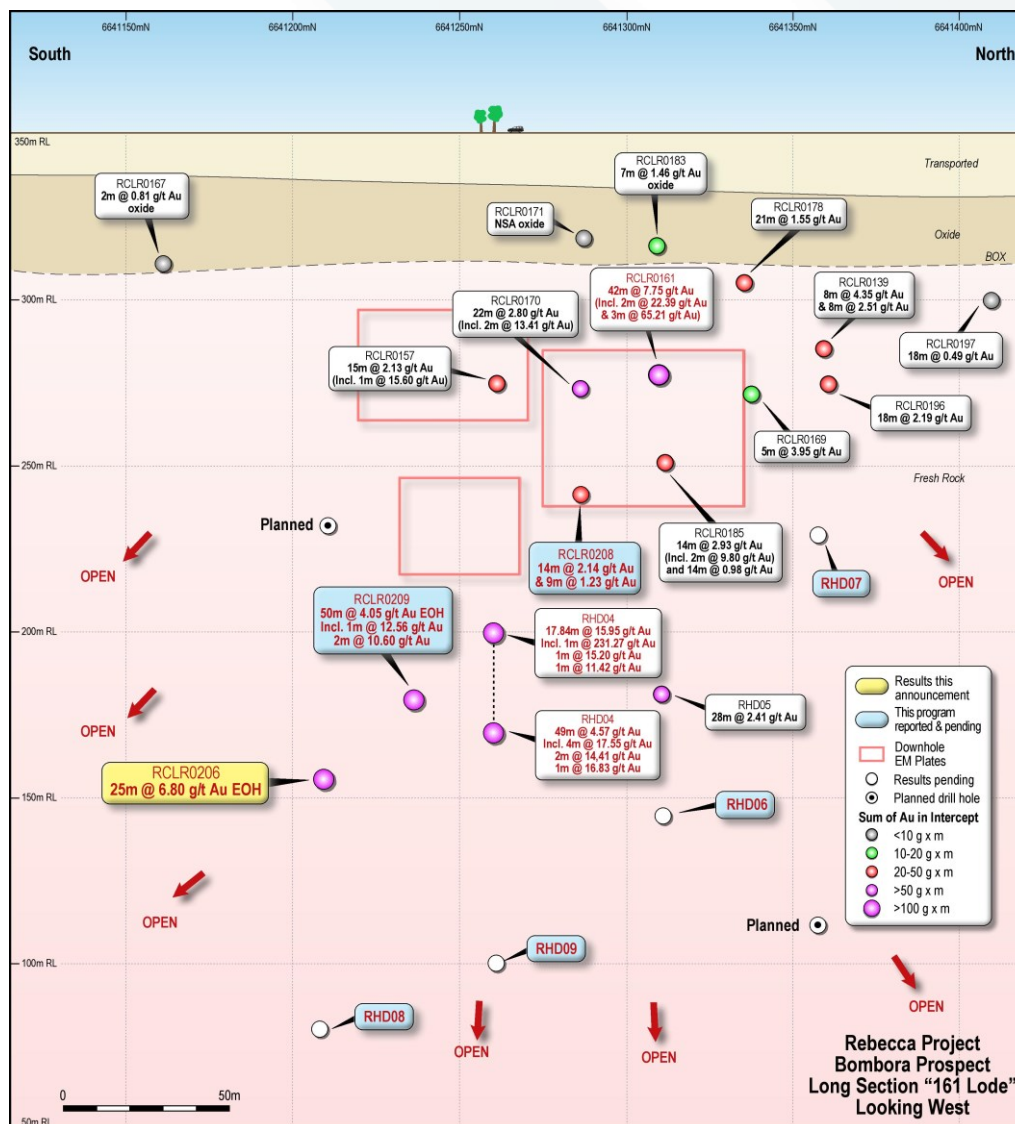 6641150mN 6641200mN 6641250mN 6641300mN 6641350mN 6641400mN
South North
350m RL
Transported
RCLR0167
2m @ 0.81 g/t Au
oxide
RCLR0171
NSA oxide
RCLR0183
7m @ 1.46 g/t Au
oxide
RCLR0178
21m @ 1.55 g/t Au
Oxide
BOX
300m RL
RCLR0161
42m @ 7.75 g/t Au
(Incl. 2m @ 22.39 g/t Au
& 3m @ 65.21 g/t Au)
RCLR0170
22m @ 2.80 g/t Au
(Incl. 2m @ 13.41 g/t Au)
RCLR0139
8m @ 4.35 g/t Au
& 8m @ 2.51 g/t Au
RCLR0197
18m @ 0.49 g/t Au
RCLR0157
15m @ 2.13 g/t Au
(Incl. 1m @ 15.60 g/t Au)
RCLR0196
18m @ 2.19 g/t Au
RCLR0169
5m @ 3.95 g/t Au
250m RL
Fresh Rock
Planned
RCLR0185
14m @ 2.93 g/t Au
(Incl. 2m @ 9.80 g/t Au)
and 14m @ 0.98 g/t Au
RCLR0208
14m @ 2.14 g/t Au
& 9m @ 1.23 g/t Au
OPEN
RHD07
OPEN
RCLR0209
50m @ 4.05 g/t Au EOH
Incl. 1m @ 12.56 g/t Au
2m @ 10.60 g/t Au
200m RL
RHD04
17.84m @ 15.95 g/t Au
Incl. 1m @ 231.27 g/t Au
1m @ 15.20 g/t Au
1m @ 11.42 g/t Au
RHD05
28m @ 2.41 g/t Au
OPEN
RHD04
49m @ 4.57 g/t Au
Incl. 4m @ 17.55 g/t Au
2m @ 14,41 g/t Au
1m @ 16.83 g/t Au
RCLR0206
25m @ 6.80 g/t Au EOH
150m RL
RHD06
Results this
announcement
This program
reported & pending
Downhole
EM Plates
Results pending
Planned drill hole
Sum of Au in Intercept
<10 g x m
10-20 g x m
20-50 g x m
>50 g x m
>100 g x m
OPEN
Planned
RHD09
100m RL
OPEN
RHD08
OPEN
OPEN
0 50m
50m RL
Rebecca Project
Bombora Prospect
Long Section “161 Lode”
Looking West